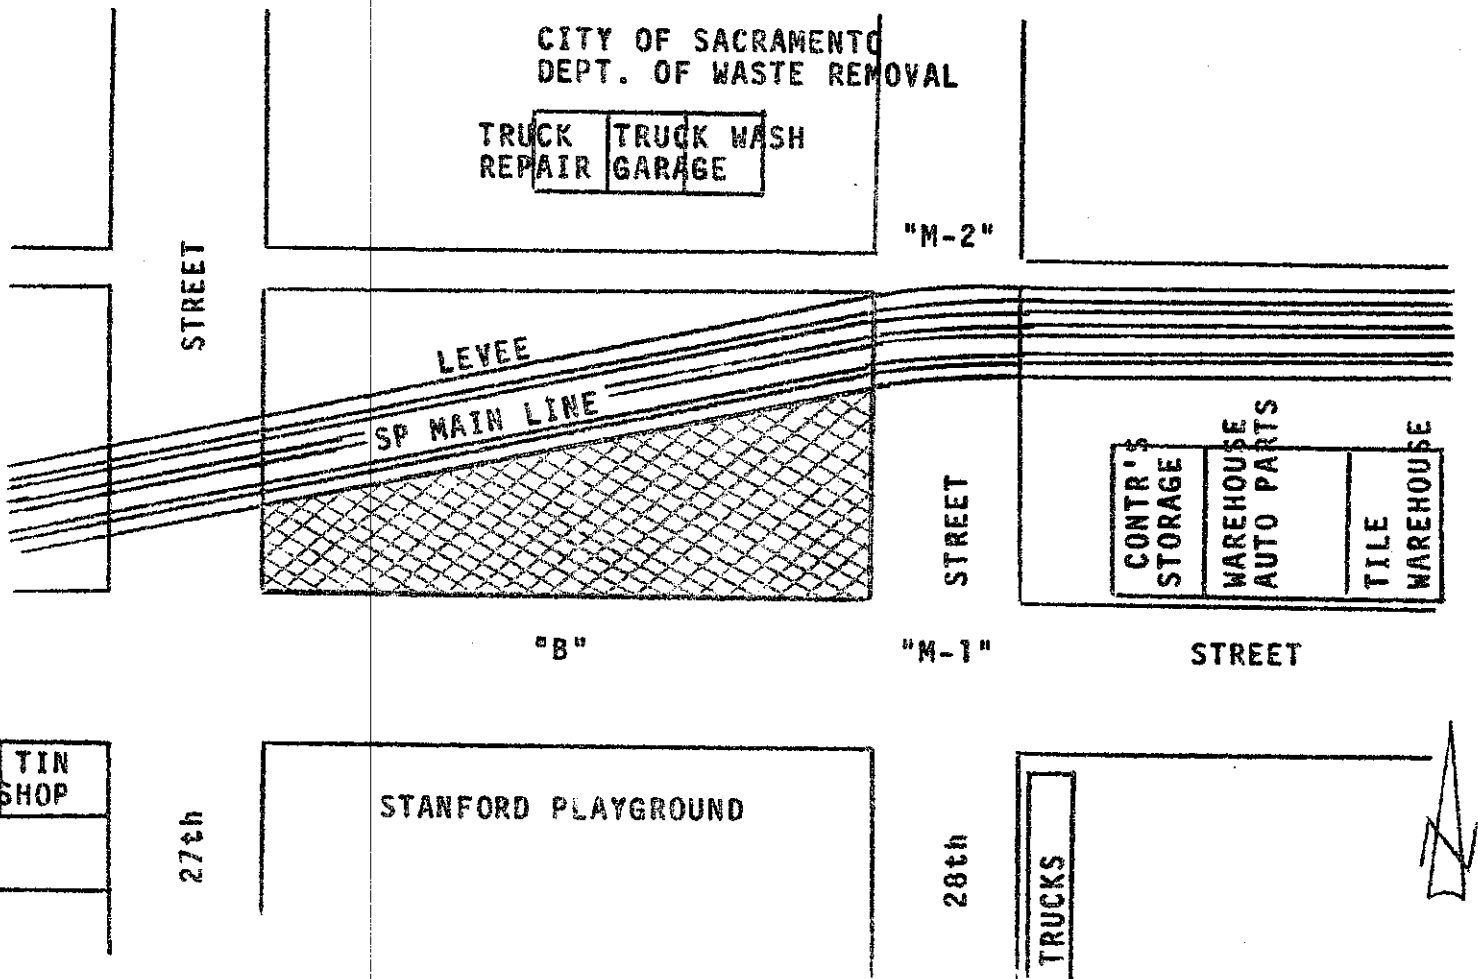 CITY OF SACRAMENTO
DEPT. OF WASTE REMOVAL
TRUCK
REPAIR
TRUCK WASH
GARAGE
"M-2"
STREET
LEVEE
SP MAIN LINE
CONTR'S
STORAGE
WAREHOUSE
AUTO PARTS
TILE
WAREHOUSE
STREET
"B"
"M-1"
STREET
TIN
SHOP
STANFORD PLAYGROUND
27th
28th
TRUCKS
N